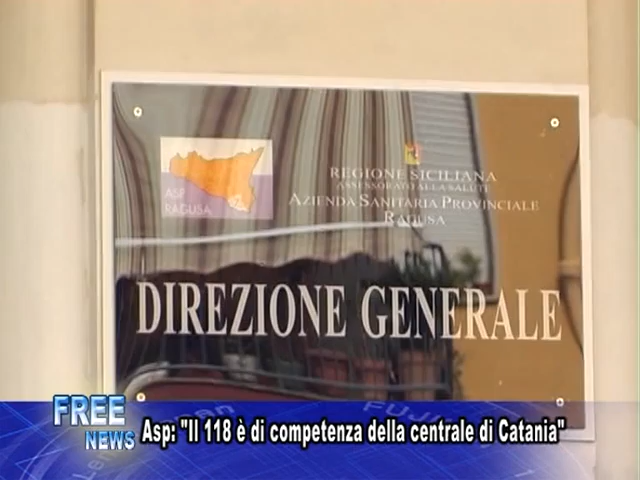 ASP
RAGUSA
REGIONE SICILIANA
ASSESSORATO ALLA SALUTE
AZIENDA SANITARIA PROVINCIALE
RAGUSA
DIREZIONE GENERALE
FREE
NEWS
Asp: "Il 118 è di competenza della centrale di Catania"